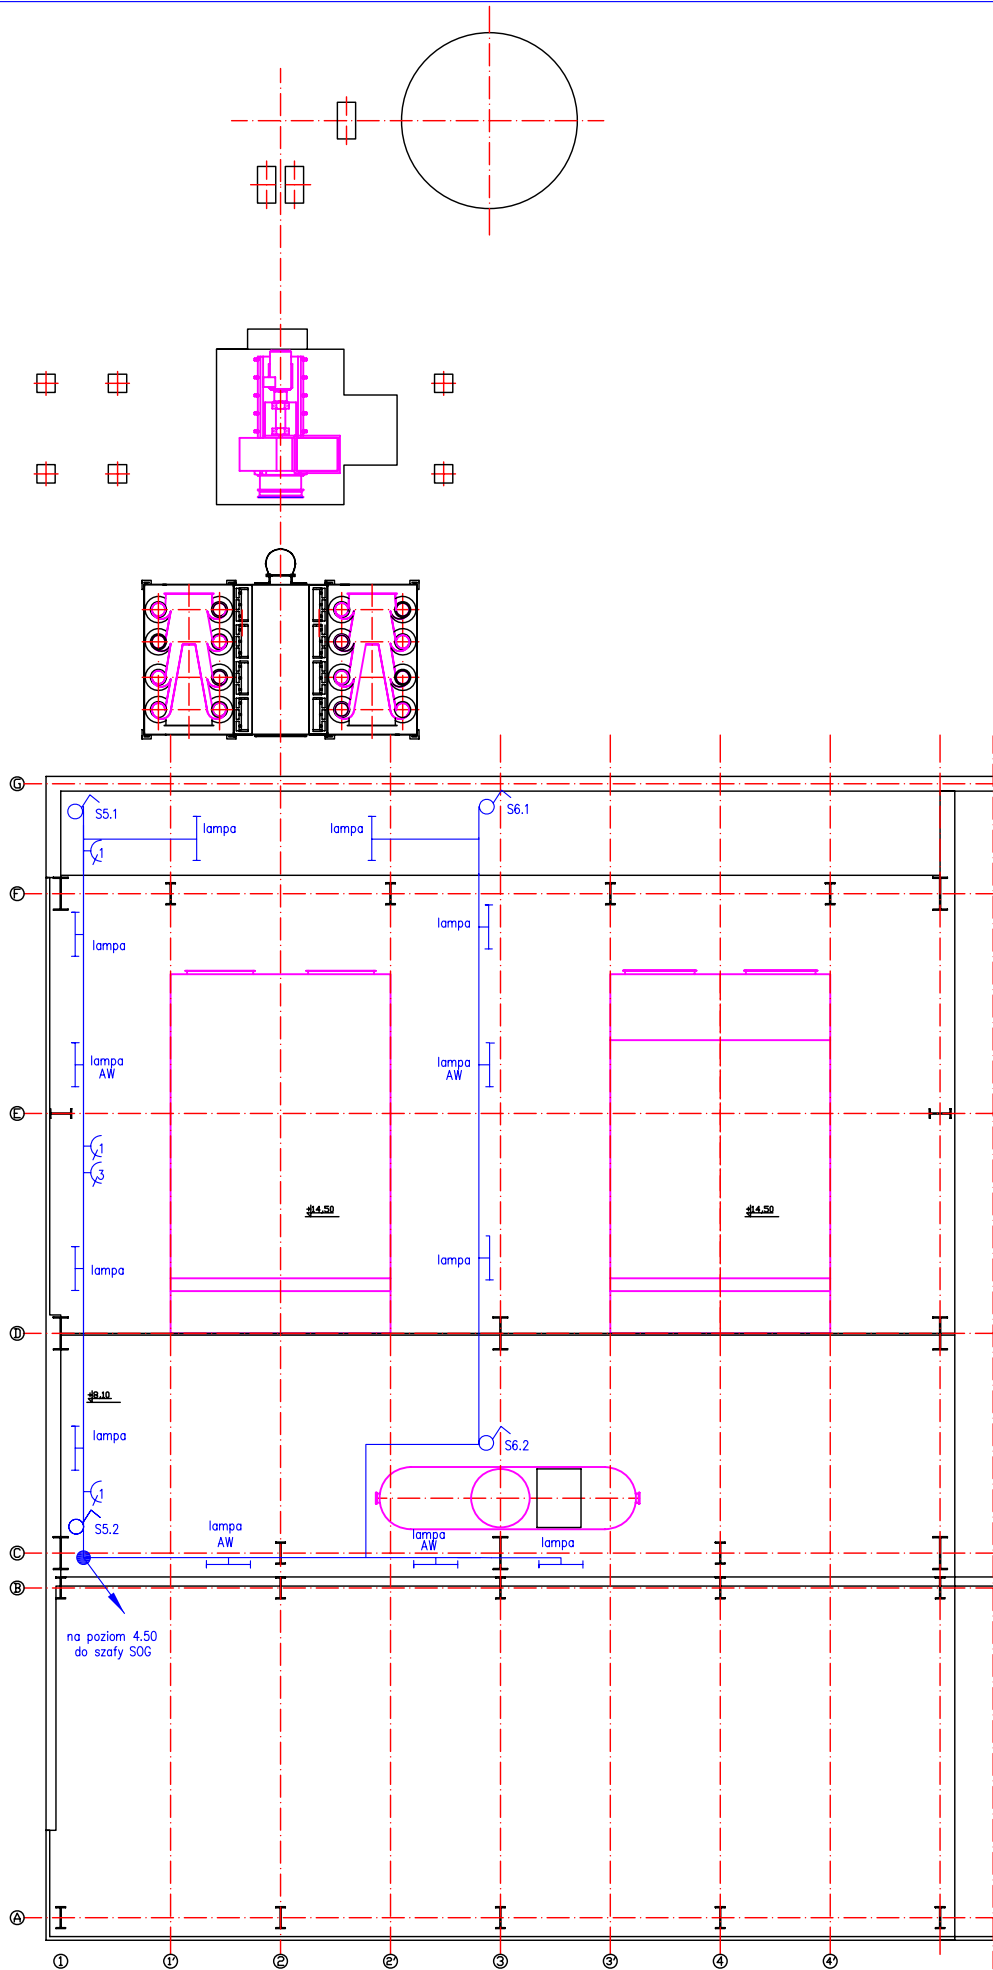 G
S5.1
S6.1
lampa
lampa
1
F
lampa
lampa
lampa
AW
lampa
AW
E
1
3
+14,50
+14,50
lampa
lampa
D
+8,10
lampa
S6.2
1
S5.2
lampa
AW
lampa
AW
lampa
C
B
na poziom 4.50
do szafy SOG
A
1 1' 2 2' 3 3' 4 4'